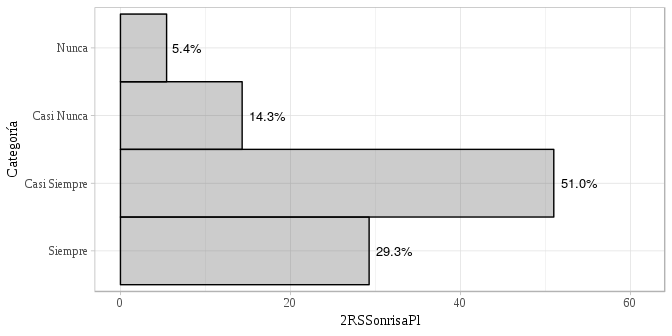 Nunca
5.4%
Casi Nunca
14.3%
Categoría
Casi Siempre
51.0%
Siempre
29.3%
0
20
40
60
2RSSonrisaPl